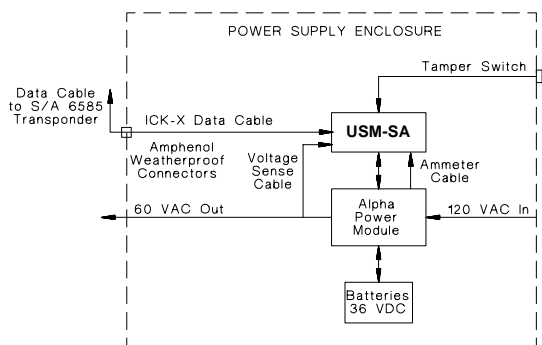 POWER SUPPLY ENCLOSURE
Tamper Switch
Data Cable
to S/A 6585
Transponder
ICK-X Data Cable
USM-SA
Amphenol
Weatherproof
Connectors
Voltage
Sense
Cable
Ammeter
Cable
60 VAC Out
Alpha
Power
Module
120 VAC In
Batteries
36 VDC